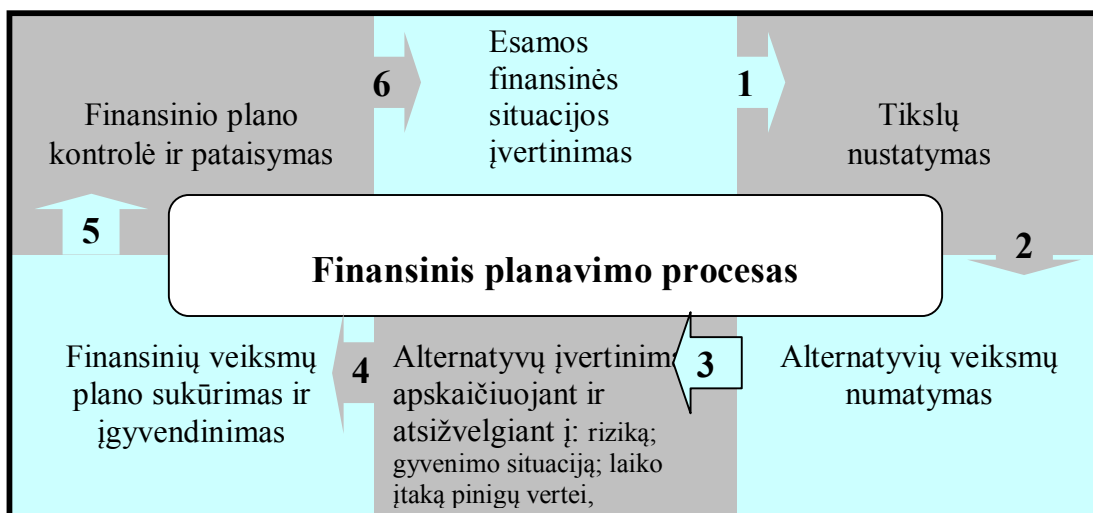 Finansinio plano
kontrolė ir pataisymas
6
Esamos
finansinės
situacijos
įvertinimas
1
Tikslų
nustatymas
5
Finansinis planavimo procesas
2
Finansinių veiksmų
plano sukūrimas ir
įgyvendinimas
4
Alternatyvų įvertinima
apskaičiuojant ir
atsižvelgiant į: riziką;
gyvenimo situaciją; laiko
įtaką pinigų vertei,
3
Alternatyvių veiksmų
numatymas